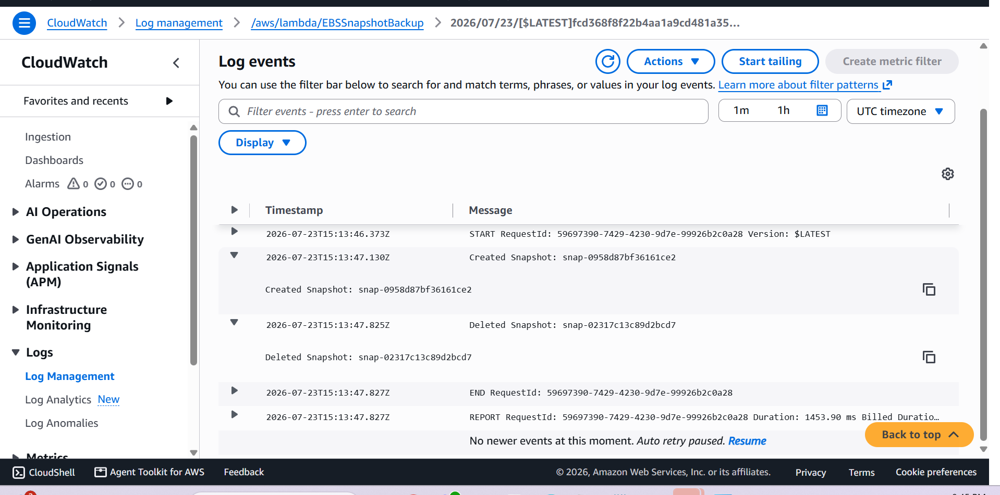 CloudWatch > Log management > /aws/lambda/EBSSnapshotBackup > 2026/07/23/[$LATEST]fcd368f8f22b4aa1a9cd481a35...
CloudWatch
Favorites and recents
Ingestion
Dashboards
Alarms 0 0 0
AI Operations
GenAI Observability
Application Signals
(APM)
Infrastructure
Monitoring
Logs
Log Management
Log Analytics New
Log Anomalies
Metrics
Log events
Actions
Start tailing
Create metric filter
You can use the filter bar below to search for and match terms, phrases, or values in your log events. Learn more about filter patterns
Filter events - press enter to search
1m 1h
UTC timezone
Display
Timestamp Message
2026-07-23T15:13:46.373Z START RequestId: 59697390-7429-4230-9d7e-99926b2c0a28 Version: $LATEST
2026-07-23T15:13:47.130Z Created Snapshot: snap-0958d87bf36161ce2
Created Snapshot: snap-0958d87bf36161ce2
2026-07-23T15:13:47.825Z Deleted Snapshot: snap-02317c13c89d2bcd7
Deleted Snapshot: snap-02317c13c89d2bcd7
2026-07-23T15:13:47.827Z END RequestId: 59697390-7429-4230-9d7e-99926b2c0a28
2026-07-23T15:13:47.827Z REPORT RequestId: 59697390-7429-4230-9d7e-99926b2c0a28 Duration: 1453.90 ms Billed Duratio…
No newer events at this moment. Auto retry paused. Resume
Back to top
CloudShell Agent Toolkit for AWS Feedback © 2026, Amazon Web Services, Inc. or its affiliates. Privacy Terms Cookie preferences